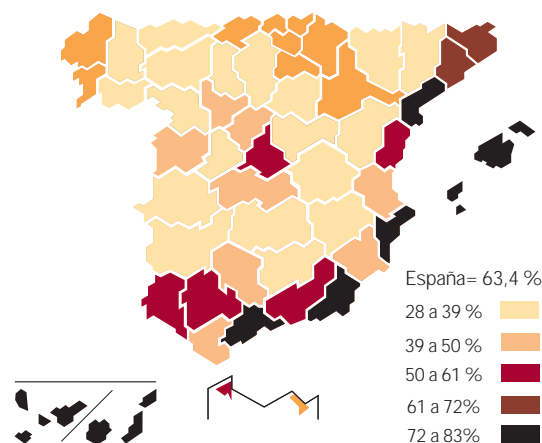 España= 63,4 %
28 a 39 %
39 a 50 %
50 a 61 %
61 a 72%
72 a 83%